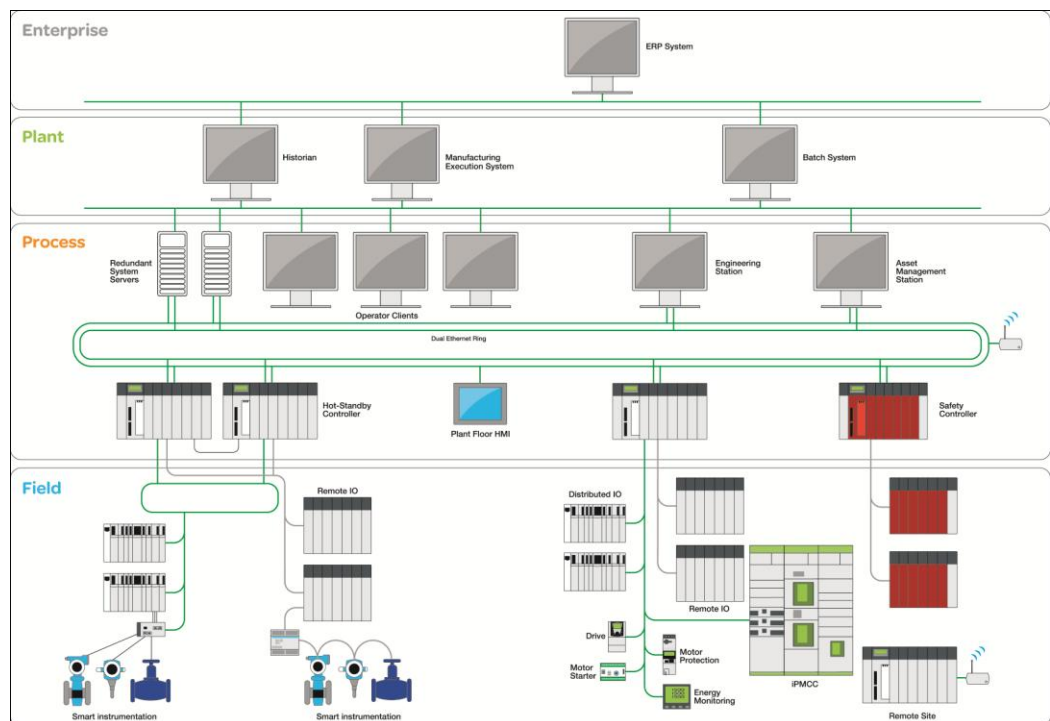 Enterprise
ERP System
Plant
Historian
Manufacturing
Execution System
Batch System
Process
Redundant
System
Servers
Operator Clients
Engineering
Station
Asset
Management
Station
Dual Ethernet Ring
Hot-Standby
Controller
Plant Floor HMI
Safety
Controller
Field
Remote IO
Distributed IO
Remote IO
Drive
Motor
Protection
Motor
Starter
Energy
Monitoring
iPMCC
Smart instrumentation
Smart instrumentation
Remote Site